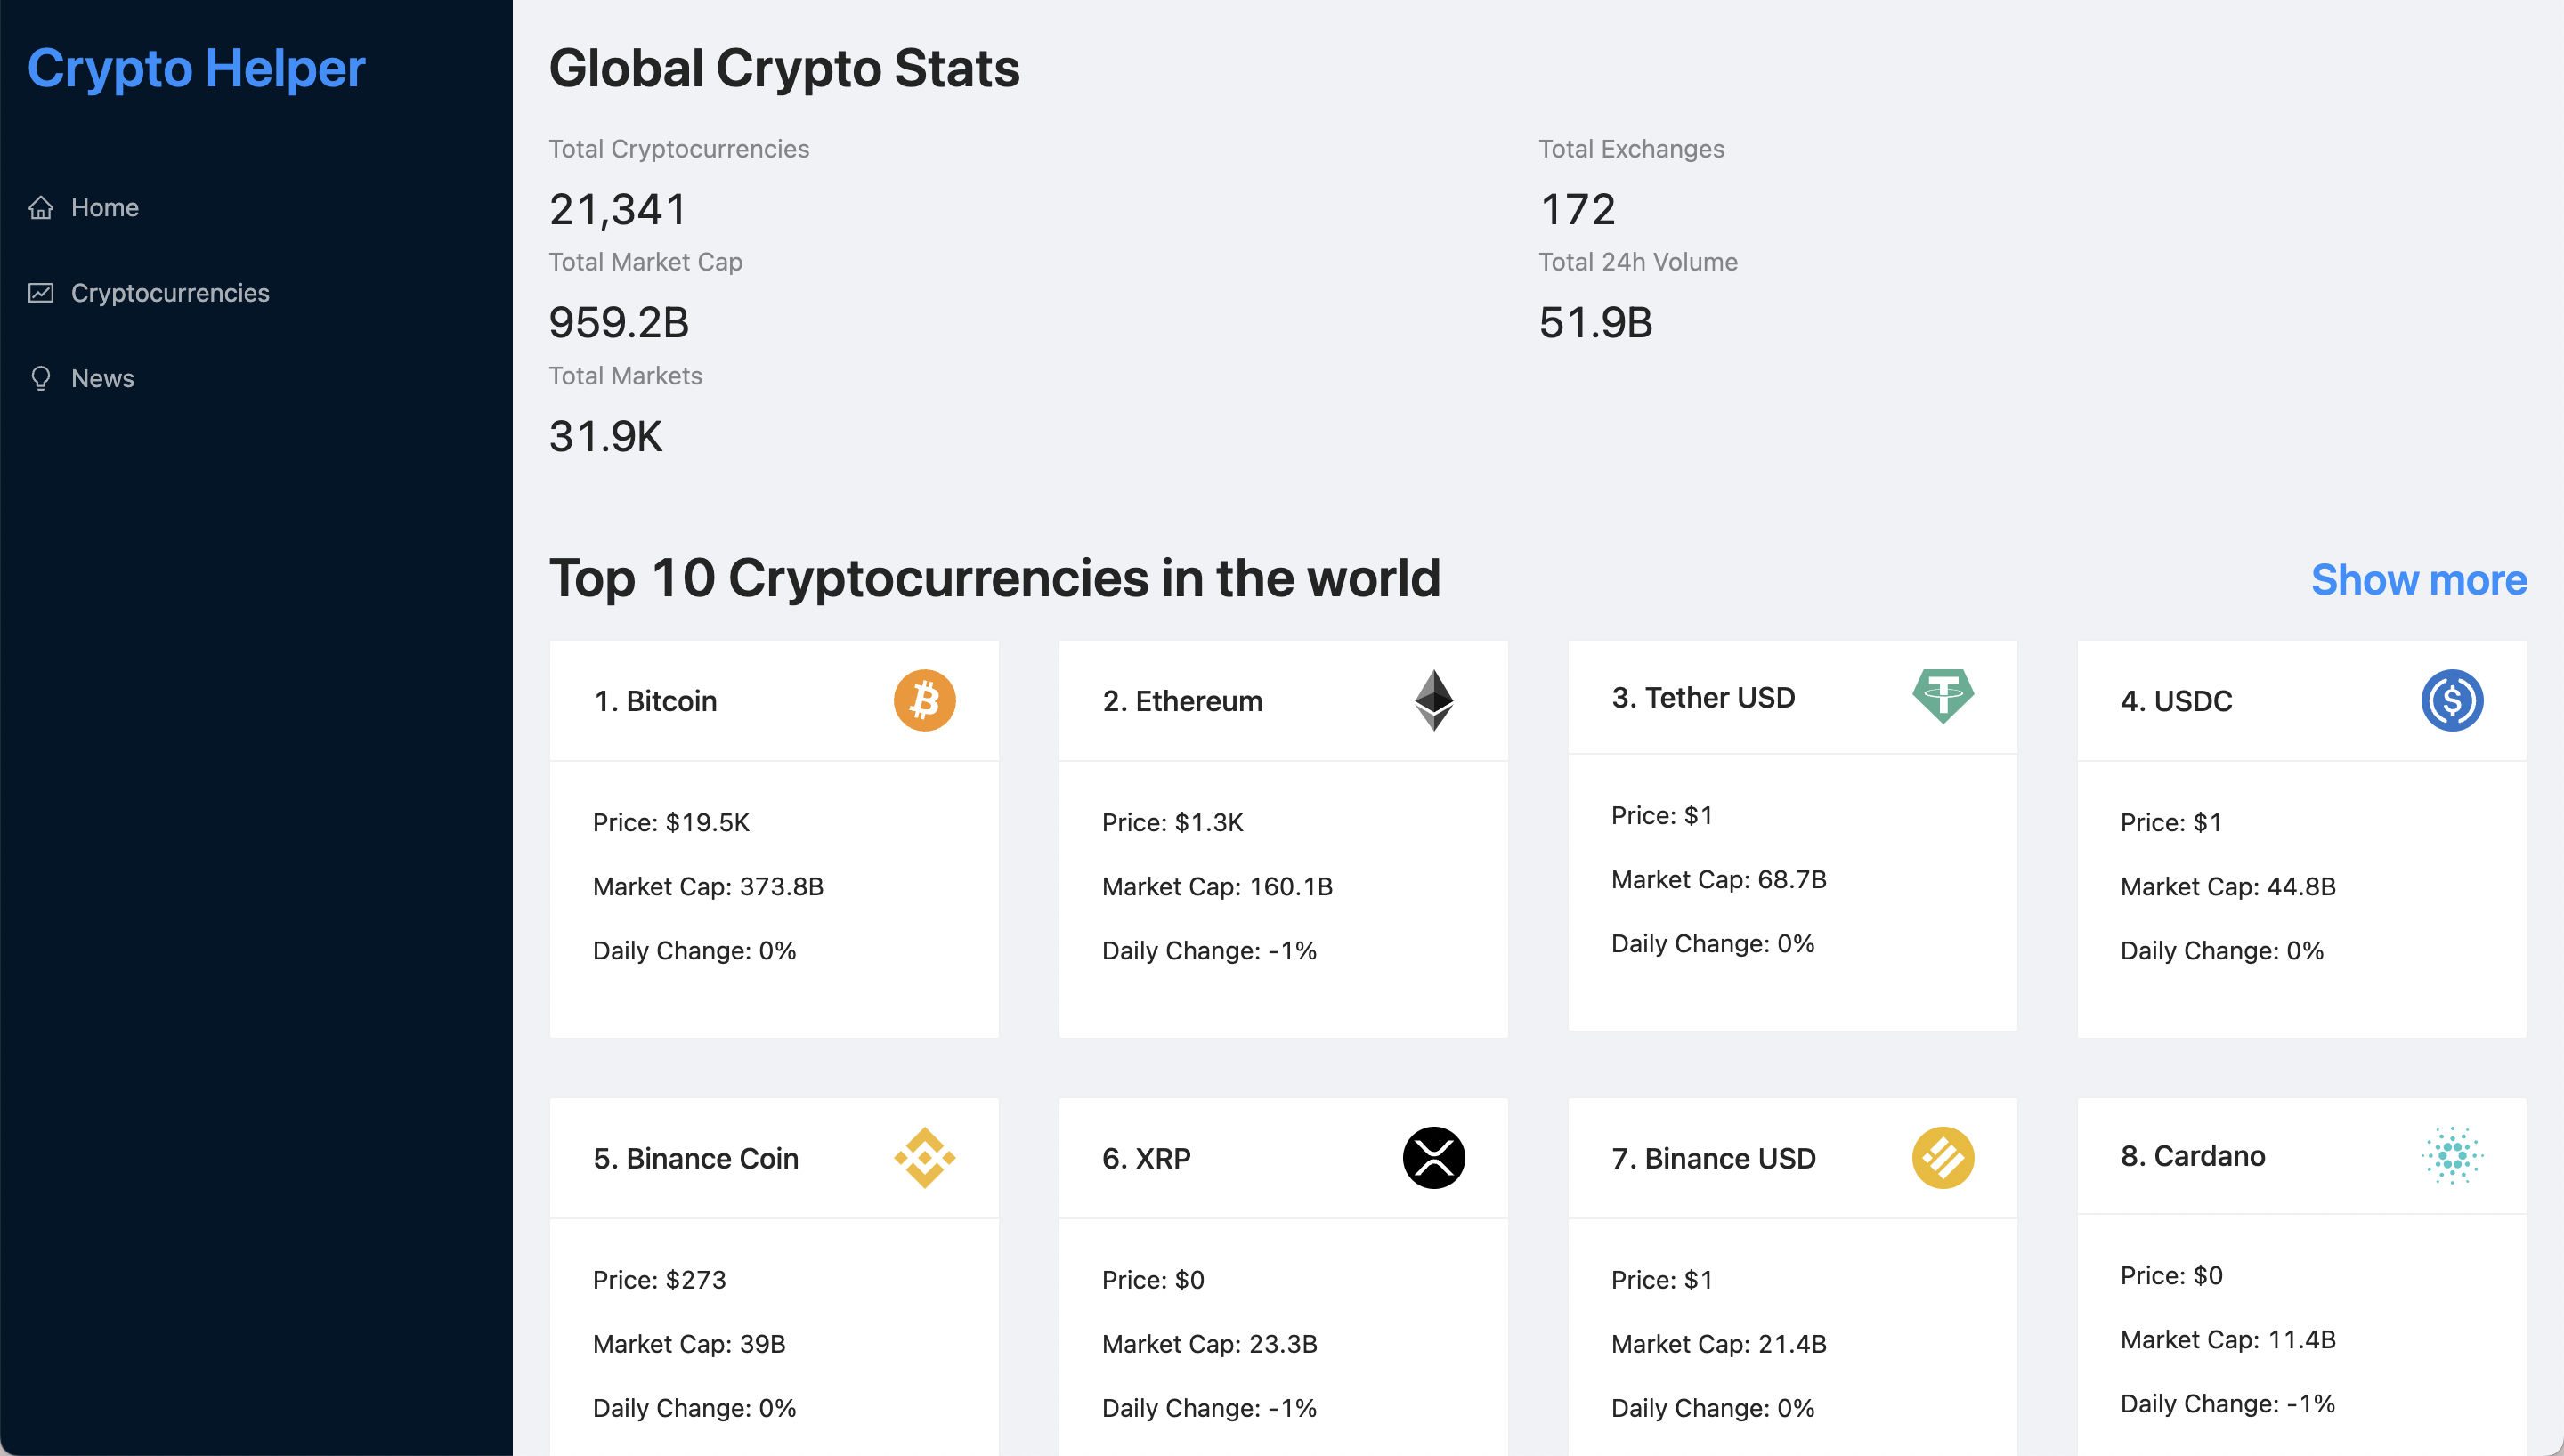 Crypto Helper
Home
Cryptocurrencies
News
Global Crypto Stats
Total Cryptocurrencies
21,341
Total Exchanges
172
Total Market Cap
959.2B
Total 24h Volume
51.9B
Total Markets
31.9K
Top 10 Cryptocurrencies in the world
Show more
1. Bitcoin
Price: $19.5K
Market Cap: 373.8B
Daily Change: 0%
2. Ethereum
Price: $1.3K
Market Cap: 160.1B
Daily Change: -1%
3. Tether USD
Price: $1
Market Cap: 68.7B
Daily Change: 0%
4. USDC
Price: $1
Market Cap: 44.8B
Daily Change: 0%
5. Binance Coin
Price: $273
Market Cap: 39B
Daily Change: 0%
6. XRP
Price: $0
Market Cap: 23.3B
Daily Change: -1%
7. Binance USD
Price: $1
Market Cap: 21.4B
Daily Change: 0%
8. Cardano
Price: $0
Market Cap: 11.4B
Daily Change: -1%